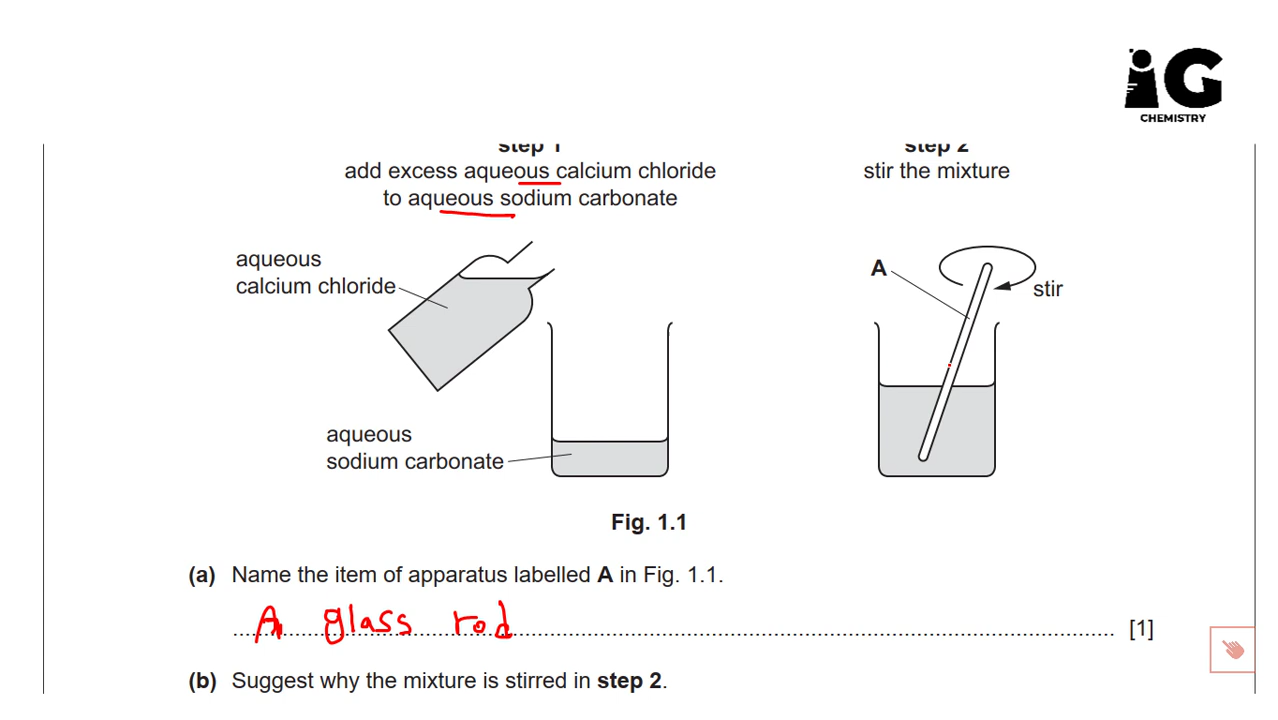 iG
CHEMISTRY
step 1
add excess aqueous calcium chloride
to aqueous sodium carbonate
step 2
stir the mixture
aqueous
calcium chloride
aqueous
sodium carbonate
A
stir
Fig. 1.1
(a) Name the item of apparatus labelled A in Fig. 1.1.
A glass rod
[1]
(b) Suggest why the mixture is stirred in step 2.